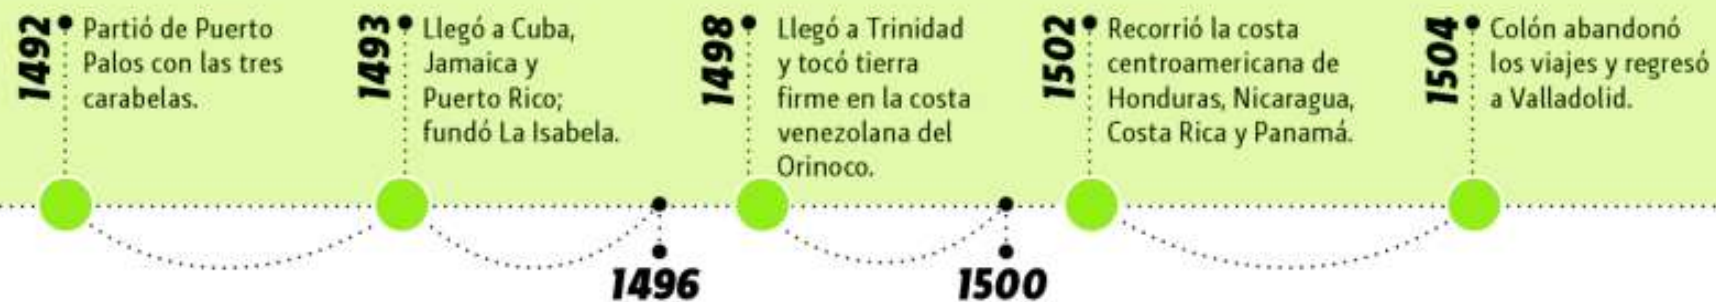 1492
Partió de Puerto
Palos con las tres
carabelas.
1493
Llegó a Cuba,
Jamaica y
Puerto Rico;
fundó La Isabela.
1498
Llegó a Trinidad
y tocó tierra
firme en la costa
venezolana del
Orinoco.
1502
Recorrió la costa
centroamericana de
Honduras, Nicaragua,
Costa Rica y Panamá.
1504
Colón abandonó
los viajes y regresó
a Valladolid.
1496
1500